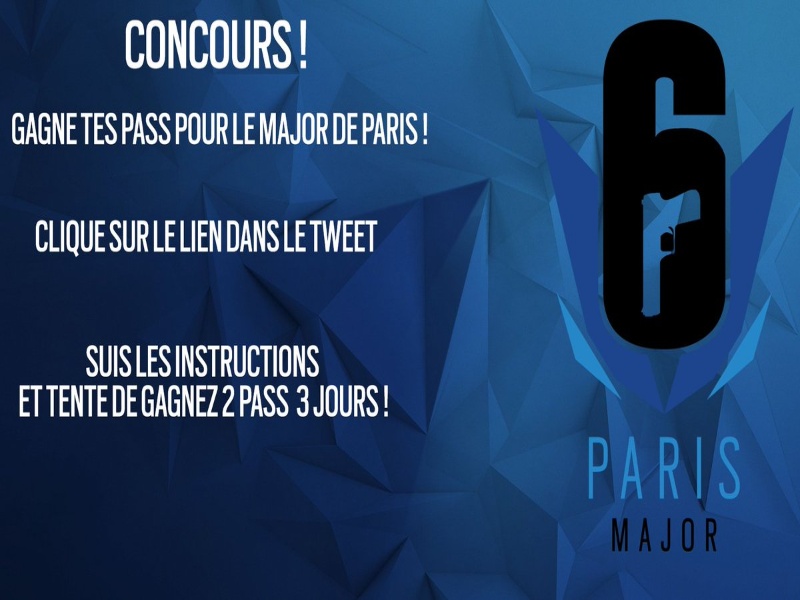 CONCOURS !
GAGNE TES PASS POUR LE MAJOR DE PARIS !
CLIQUE SUR LE LIEN DANS LE TWEET
SUIS LES INSTRUCTIONS
ET TENTE DE GAGNEZ 2 PASS 3 JOURS !
6
PARIS
MAJOR